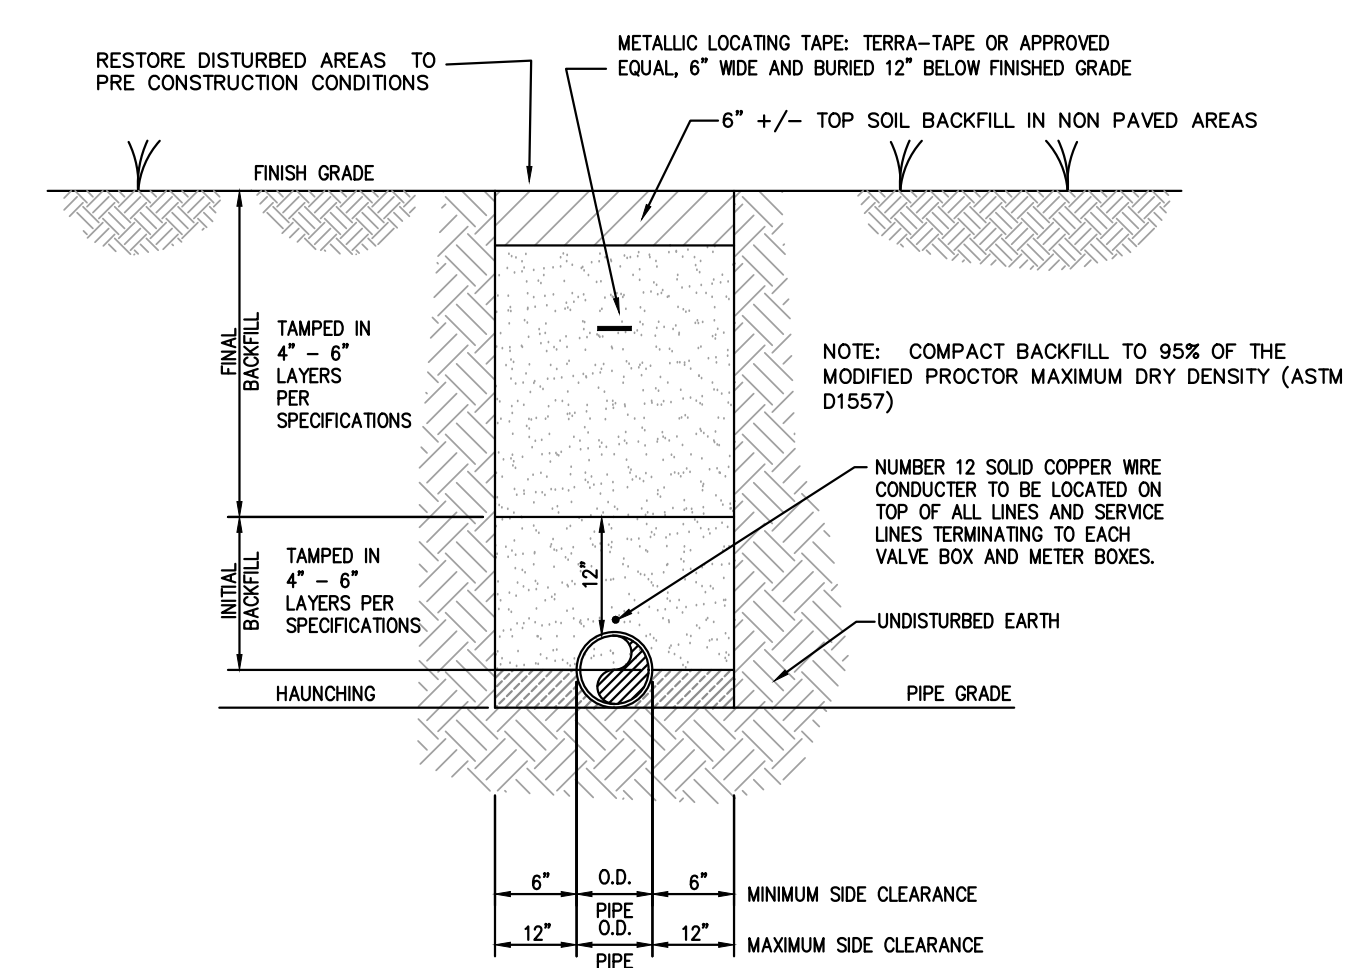 METALLIC LOCATING TAPE: TERRA-TAPE OR APPROVED
EQUAL, 6" WIDE AND BURIED 12" BELOW FINISHED GRADE
RESTORE DISTURBED AREAS TO
PRE CONSTRUCTION CONDITIONS
6" +/- TOP SOIL BACKFILL IN NON PAVED AREAS
FINISH GRADE
FINAL
BACKFILL
TAMPED IN
4" - 6"
LAYERS
PER
SPECIFICATIONS
NOTE: COMPACT BACKFILL TO 95% OF THE
MODIFIED PROCTOR MAXIMUM DRY DENSITY (ASTM
D1557)
NUMBER 12 SOLID COPPER WIRE
CONDUCTER TO BE LOCATED ON
TOP OF ALL LINES AND SERVICE
LINES TERMINATING TO EACH
VALVE BOX AND METER BOXES.
INITIAL
BACKFILL
TAMPED IN
4" - 6"
LAYERS PER
SPECIFICATIONS
12"
UNDISTURBED EARTH
HAUNCHING
PIPE GRADE
6"
O.D.
PIPE
6"
MINIMUM SIDE CLEARANCE
12"
O.D.
PIPE
12"
MAXIMUM SIDE CLEARANCE